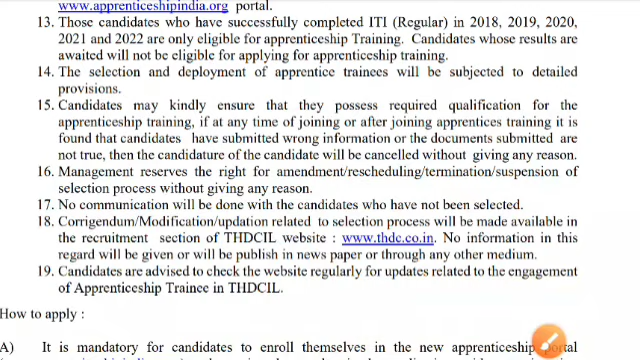 www.apprenticeshipindia.org portal.
13. Those candidates who have successfully completed ITI (Regular) in 2018, 2019, 2020,
2021 and 2022 are only eligible for apprenticeship Training. Candidates whose results are
awaited will not be eligible for applying for apprenticeship training.
14. The selection and deployment of apprentice trainees will be subjected to detailed
provisions.
15. Candidates may kindly ensure that they possess required qualification for the
apprenticeship training, if at any time of joining or after joining apprentices training it is
found that candidates have submitted wrong information or the documents submitted are
not true, then the candidature of the candidate will be cancelled without giving any reason.
16. Management reserves the right for amendment/rescheduling/termination/suspension of
selection process without giving any reason.
17. No communication will be done with the candidates who have not been selected.
18. Corrigendum/Modification/updation related to selection process will be made available in
the recruitment section of THDCIL website : www.thdc.co.in. No information in this
regard will be given or will be publish in news paper or through any other medium.
19. Candidates are advised to check the website regularly for updates related to the engagement
of Apprenticeship Trainee in THDCIL.
How to apply :
A) It is mandatory for candidates to enroll themselves in the new apprenticeship